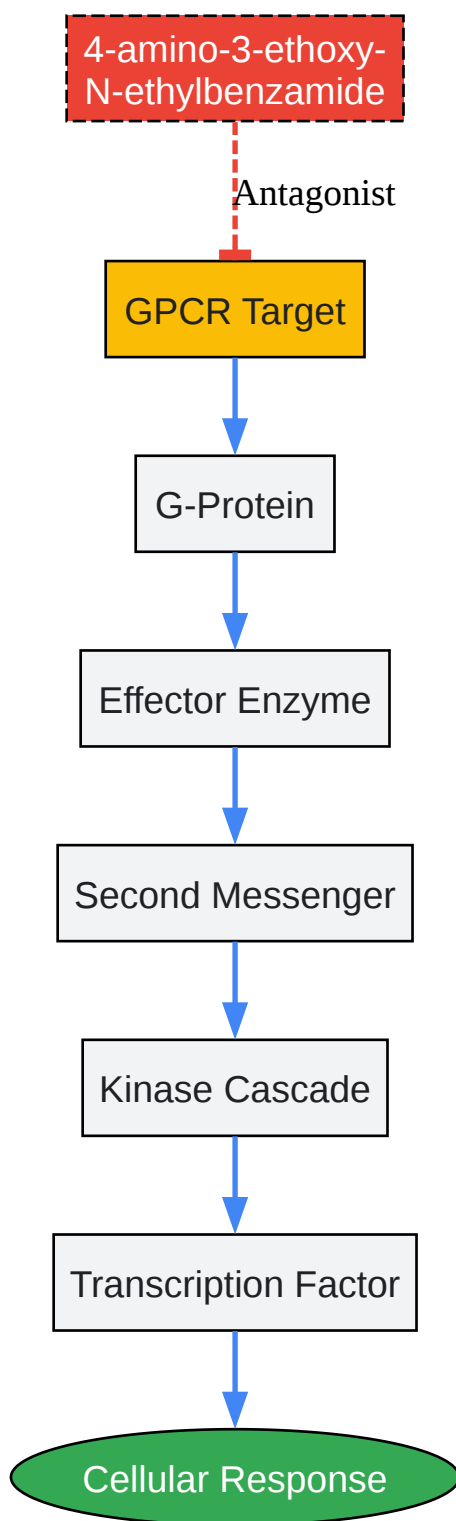 4-amino-3-ethoxy-
N-ethylbenzamide
Antagonist
GPCR Target
G-Protein
Effector Enzyme
Second Messenger
Kinase Cascade
Transcription Factor
Cellular Response